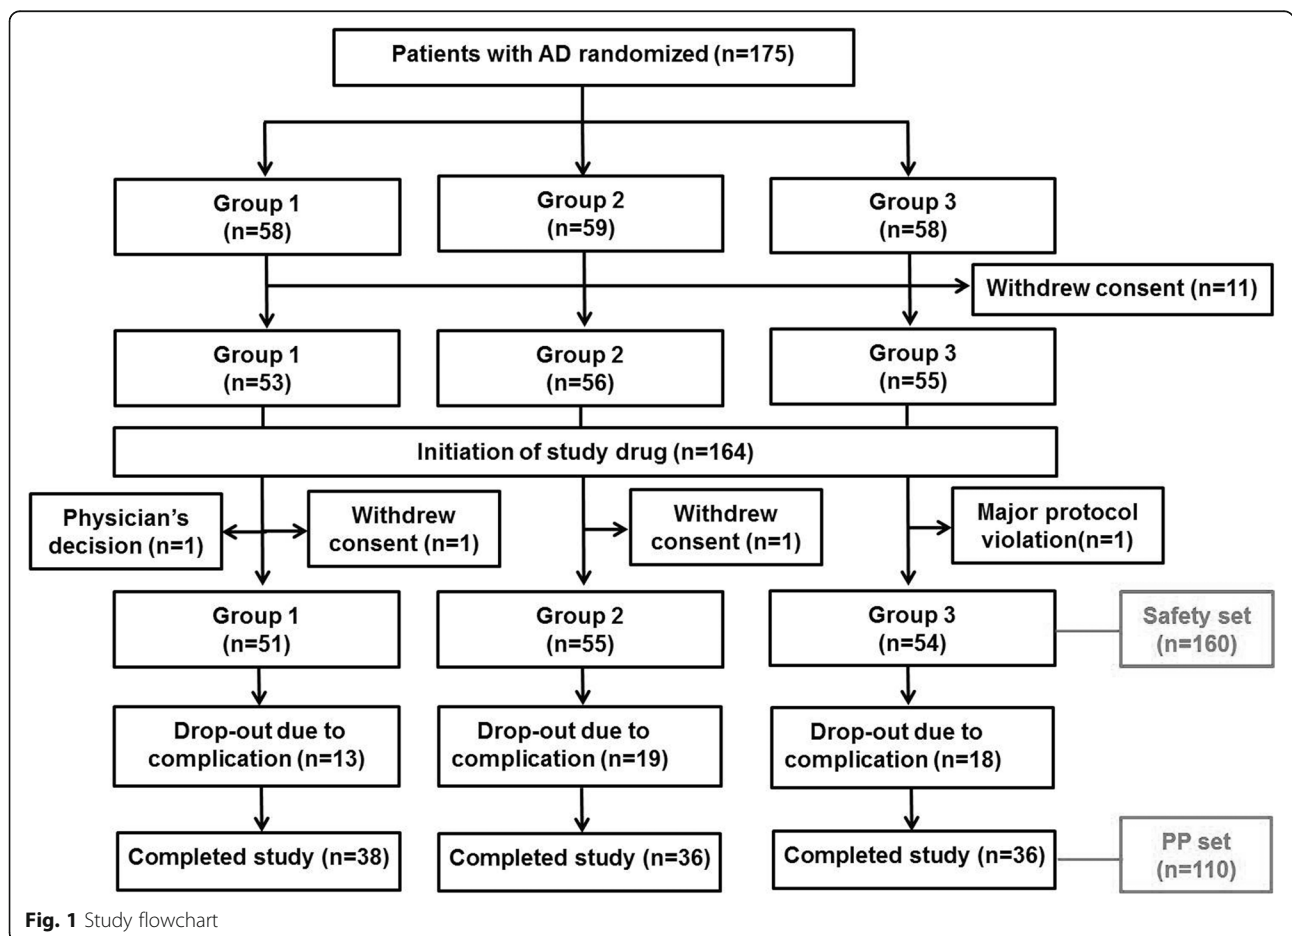 Patients with AD randomized (n=175)
Group 1
(n=58)
Group 2
(n=59)
Group 3
(n=58)
Withdrew consent (n=11)
Group 1
(n=53)
Group 2
(n=56)
Group 3
(n=55)
Initiation of study drug (n=164)
Physician’s
decision (n=1)
Withdrew
consent (n=1)
Withdrew
consent (n=1)
Major protocol
violation(n=1)
Group 1
(n=51)
Group 2
(n=55)
Group 3
(n=54)
Safety set
(n=160)
Drop-out due to
complication (n=13)
Drop-out due to
complication (n=19)
Drop-out due to
complication (n=18)
Completed study (n=38)
Completed study (n=36)
Completed study (n=36)
PP set
(n=110)
Fig. 1 Study flowchart